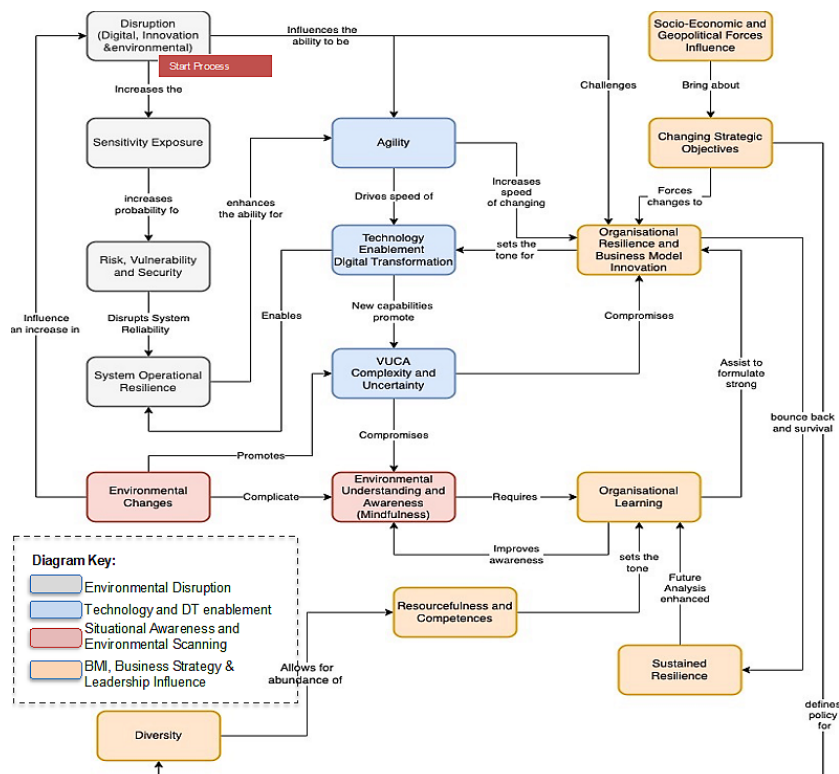 Disruption
(Digital, Innovation
&environmental)
Start Process
Influences the
ability to be
Socio-Economic and
Geopolitical Forces
Influence
Increases the
Challenges
Bring about
Sensitivity Exposure
Agility
Changing Strategic
Objectives
increases
probability fo
enhances
the ability for
Drives speed of
Increases
speed
of changing
Forces
changes to
Risk, Vulnerability
and Security
Technology
Enablement
Digital Transformation
sets the
tone for
Organisational
Resilience and
Business Model
Innovation
Influence
an increase in
Disrupts System
Reliability
Enables
New capabilities
promote
Compromises
System Operational
Resilience
VUCA
Complexity and
Uncertainty
Assist to
formulate
strong
bounce back
and survival
Promotes
Compromises
Environmental
Changes
Complicate
Environmental
Understanding and
Awareness
(Mindfulness)
Requires
Organisational
Learning
Improves
awareness
sets the
tone
Future
Analysis
enhanced
Diagram Key:
Environmental Disruption
Technology and DT enablement
Situational Awareness and
Environmental Scanning
BMI, Business Strategy &
Leadership Influence
Resourcefulness and
Competences
Sustained
Resilience
Allows for
abundance of
Diversity
defines
policy
for